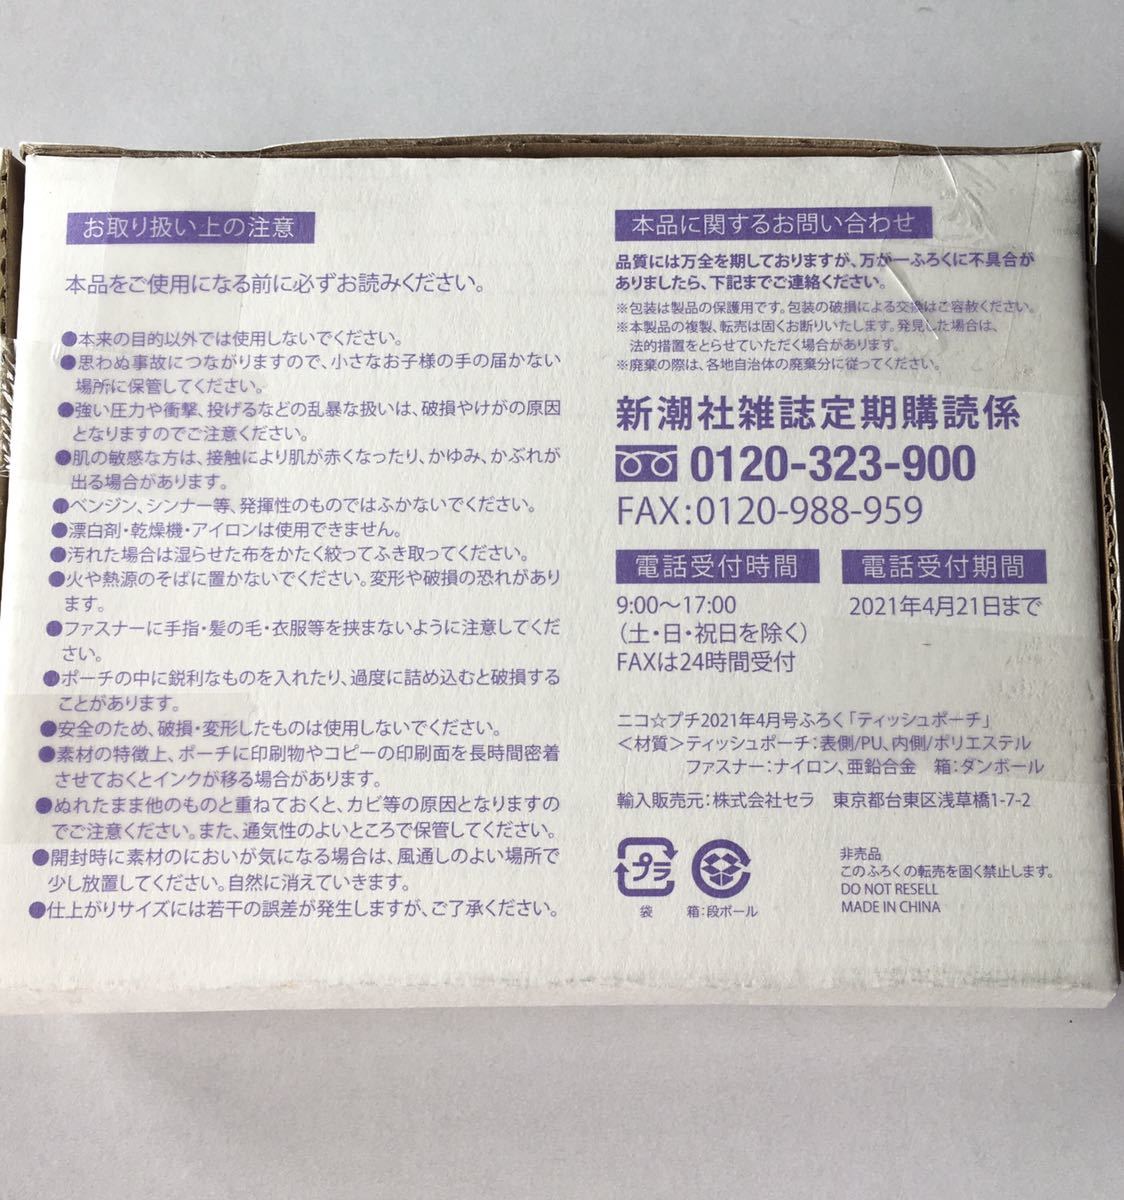 お取り扱い上の注意
本品をご使用になる前に必ずお読みください。
●本来の目的以外では使用しないでください。
●思わぬ事故につながりますので、小さなお子様の手の届かない
場所に保管してください。
●強い圧力や衝撃、投げるなどの乱暴な扱いは、破損やけがの原因
となりますのでご注意ください。
●肌の敏感な方は、接触により肌が赤くなったり、かゆみ、かぶれが
出る場合があります。
●ベンジン、シンナー等、発揮性のものではふかないでください。
●漂白剤・乾燥機・アイロンは使用できません。
●汚れた場合は湿らせた布をかたく絞ってふき取ってください。
●火や熱源のそばに置かないでください。変形や破損の恐れがあり
ます。
●ファスナーに手指・髪の毛・衣服等を挟まないように注意してくだ
さい。
●ポーチの中に鋭利なものを入れたり、過度に詰め込むと破損する
ことがあります。
●安全のため、破損・変形したものは使用しないでください。
●素材の特徴上、ポーチに印刷物やコピーの印刷面を長時間密着
させておくとインクが移る場合があります。
●ぬれたまま他のものと重ねておくと、カビ等の原因となりますの
でご注意ください。また、通気性のよいところで保管してください。
●開封時に素材のにおいが気になる場合は、風通しのよい場所で
少し放置してください。自然に消えていきます。
●仕上がりサイズには若干の誤差が発生しますが、ご了承ください。
本品に関するお問い合わせ
品質には万全を期しておりますが、万が一ふろくに不具合が
ありましたら、下記までご連絡ください。
※包装は製品の保護用です。包装の破損による交換はご容赦ください。
※本製品の複製、転売は固くお断りいたします。発見した場合は、
法的措置をとらせていただく場合があります。
※廃棄の際は、各地自治体の廃棄分に従ってください。
新潮社雑誌定期購読係
0120-323-900
FAX:0120-988-959
電話受付時間
9:00〜17:00
(土・日・祝日を除く)
FAXは24時間受付
電話受付期間
2021年4月21日まで
ニコ☆プチ2021年4月号ふろく「ティッシュポーチ」
<材質>ティッシュポーチ:表側/PU、内側/ポリエステル
ファスナー:ナイロン、亜鉛合金 箱:ダンボール
輸入販売元:株式会社セラ 東京都台東区浅草橋1-7-2
プラ
袋
箱:段ボール
非売品
このふろくの転売を固く禁止します。
DO NOT RESELL
MADE IN CHINA